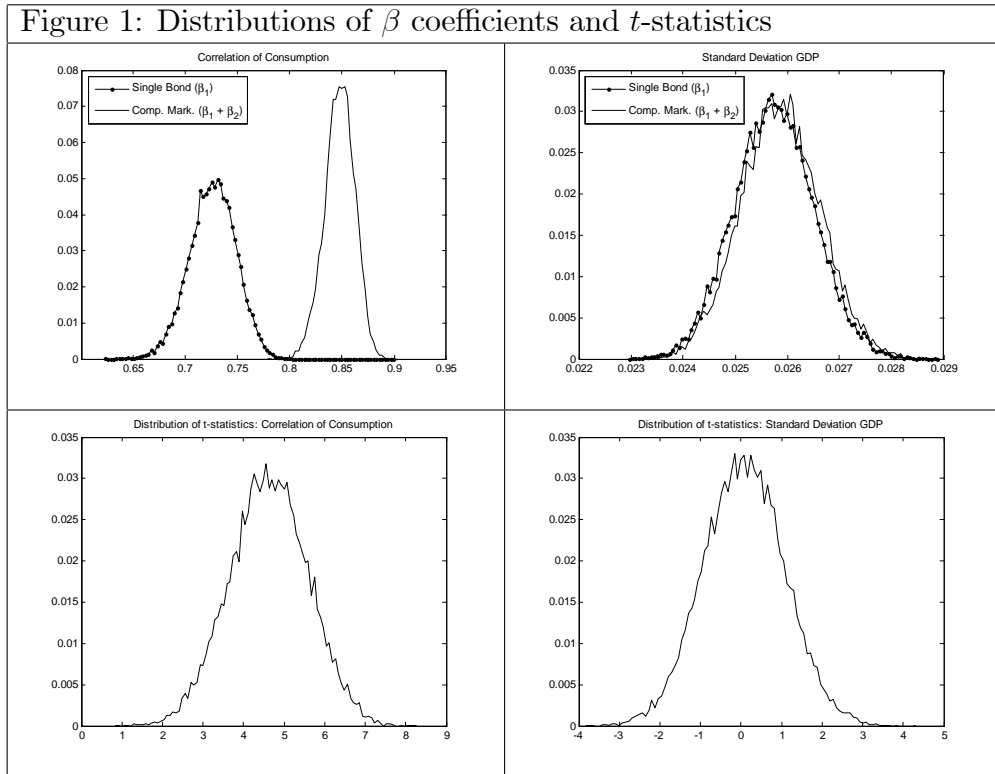 Figure 1: Distributions of β coefficients and t-statistics
Correlation of Consumption
0.08
0.07
0.06
0.05
0.04
0.03
0.02
0.01
0
Single Bond (β1)
Comp. Mark. (β1 + β2)
0.65 0.7 0.75 0.8 0.85 0.9 0.95
Standard Deviation GDP
0.035
0.03
0.025
0.02
0.015
0.01
0.005
0
Single Bond (β1)
Comp. Mark. (β1 + β2)
0.022 0.023 0.024 0.025 0.026 0.027 0.028 0.029
Distribution of t-statistics: Correlation of Consumption
0.035
0.03
0.025
0.02
0.015
0.01
0.005
0
0 1 2 3 4 5 6 7 8 9
Distribution of t-statistics: Standard Deviation GDP
0.035
0.03
0.025
0.02
0.015
0.01
0.005
0
-4 -3 -2 -1 0 1 2 3 4 5